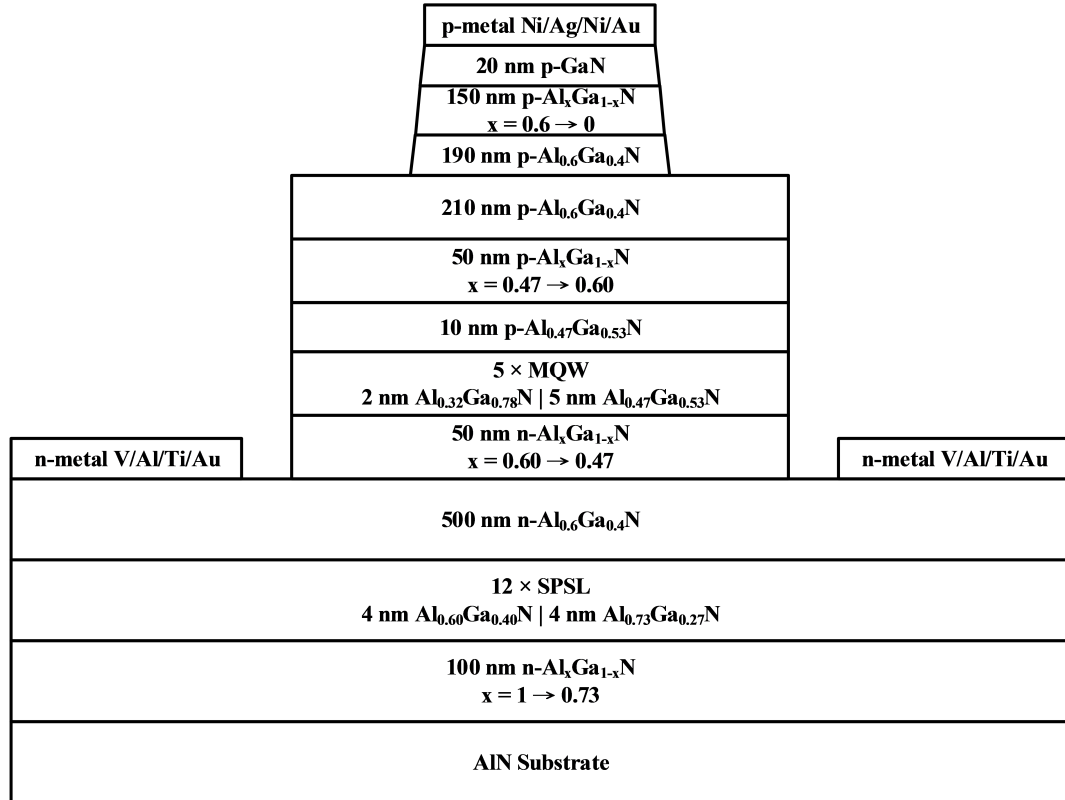 p-metal Ni/Ag/Ni/Au
20 nm p-GaN
150 nm p-AlₓGa₁₋ₓN
x = 0.6 → 0
190 nm p-Al₀.₆Ga₀.₄N
210 nm p-Al₀.₆Ga₀.₄N
50 nm p-AlₓGa₁₋ₓN
x = 0.47 → 0.60
10 nm p-Al₀.₄₇Ga₀.₅₃N
5 × MQW
2 nm Al₀.₃₂Ga₀.₇₈N | 5 nm Al₀.₄₇Ga₀.₅₃N
50 nm n-AlₓGa₁₋ₓN
x = 0.60 → 0.47
n-metal V/Al/Ti/Au
n-metal V/Al/Ti/Au
500 nm n-Al₀.₆Ga₀.₄N
12 × SPSL
4 nm Al₀.₆₀Ga₀.₄₀N | 4 nm Al₀.₇₃Ga₀.₂₇N
100 nm n-AlₓGa₁₋ₓN
x = 1 → 0.73
AlN Substrate